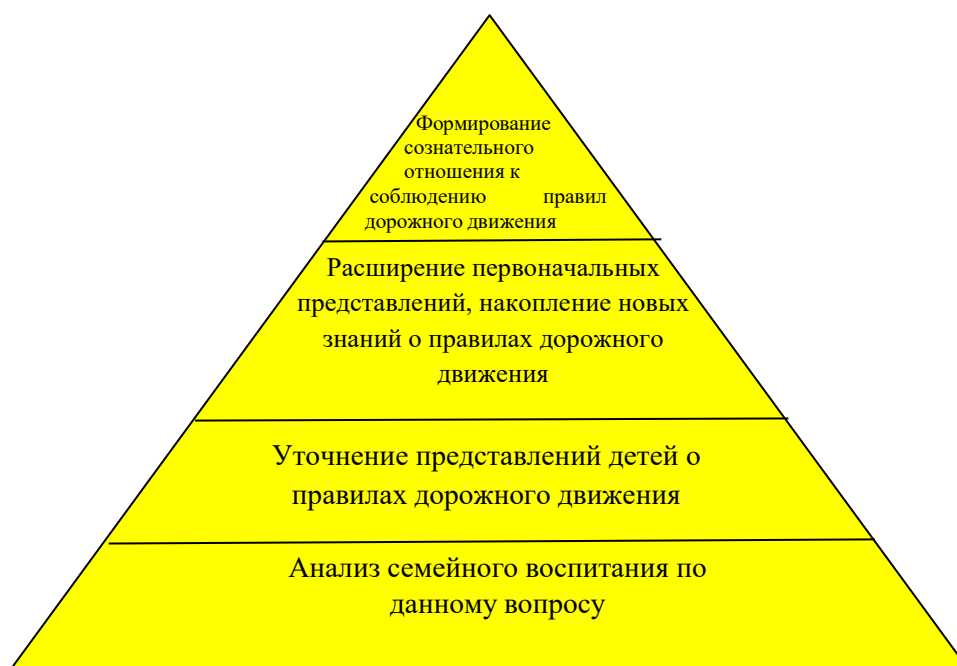 Формирование
сознательного
отношения к
соблюдению правил
дорожного движения
Расширение первоначальных
представлений, накопление новых
знаний о правилах дорожного
движения
Уточнение представлений детей о
правилах дорожного движения
Анализ семейного воспитания по
данному вопросу